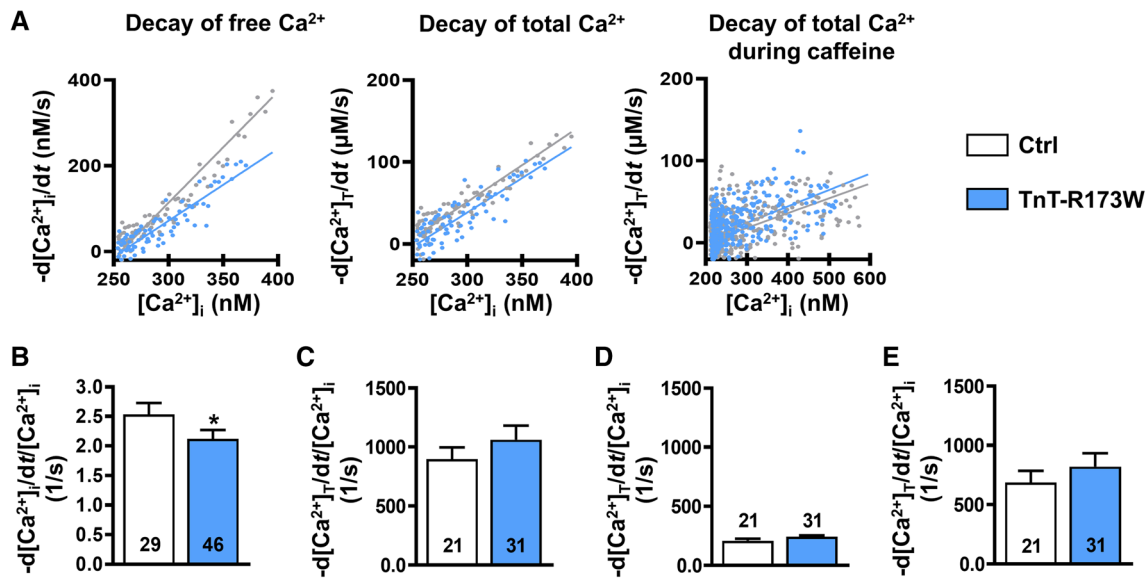 A
Decay of free Ca²⁺
Decay of total Ca²⁺
Decay of total Ca²⁺
during caffeine
-d[Ca²⁺]ᵢ/dt (nM/s)
400
200
0
250 300 350 400
[Ca²⁺]ᵢ (nM)
-d[Ca²⁺]T/dt (µM/s)
200
100
0
250 300 350 400
[Ca²⁺]ᵢ (nM)
-d[Ca²⁺]T/dt (µM/s)
200
100
0
200 300 400 500 600
[Ca²⁺]ᵢ (nM)
Ctrl
TnT-R173W
B
-d[Ca²⁺]ᵢ/dt/[Ca²⁺]ᵢ
(1/s)
3.0
2.5
2.0
1.5
1.0
0.5
0.0
*
29 46
C
-d[Ca²⁺]T/dt/[Ca²⁺]ᵢ
(1/s)
1500
1000
500
0
21 31
D
-d[Ca²⁺]T/dt/[Ca²⁺]ᵢ
(1/s)
1500
1000
500
0
21 31
E
-d[Ca²⁺]T/dt/[Ca²⁺]ᵢ
(1/s)
1500
1000
500
0
21 31